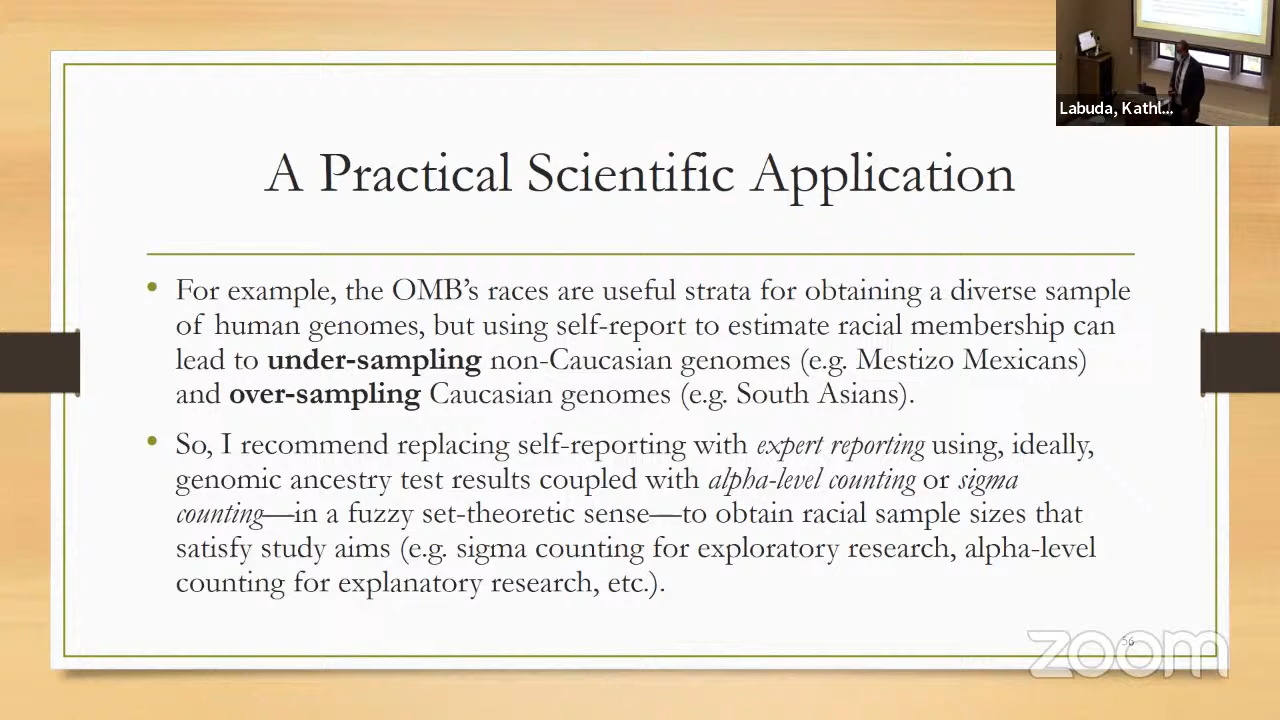 Labuda, Kathl...
A Practical Scientific Application
• For example, the OMB's races are useful strata for obtaining a diverse sample
of human genomes, but using self-report to estimate racial membership can
lead to under-sampling non-Caucasian genomes (e.g. Mestizo Mexicans)
and over-sampling Caucasian genomes (e.g. South Asians).
• So, I recommend replacing self-reporting with expert reporting using, ideally,
genomic ancestry test results coupled with alpha-level counting or sigma
counting—in a fuzzy set-theoretic sense—to obtain racial sample sizes that
satisfy study aims (e.g. sigma counting for exploratory research, alpha-level
counting for explanatory research, etc.).
56
zoom